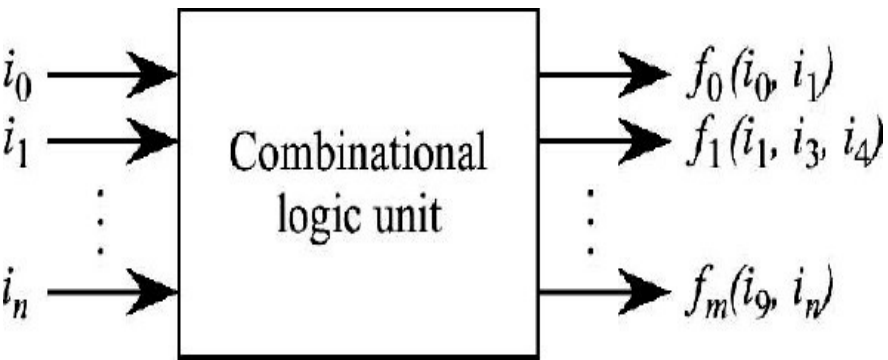 i₀
f₀(i₀, i₁)
i₁
f₁(i₁, i₃, i₄)
Combinational
logic unit
iₙ
fₘ(i₉, iₙ)